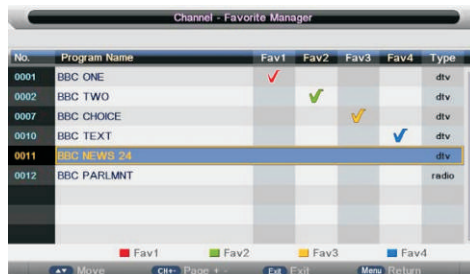 Channel - Favorite Manager
No. Program Name Fav1 Fav2 Fav3 Fav4 Type
0001 BBC ONE dtv
0002 BBC TWO dtv
0007 BBC CHOICE dtv
0010 BBC TEXT dtv
0011 BBC NEWS 24 dtv
0012 BBC PARLMNT radio
Fav1 Fav2 Fav3 Fav4
Move CH+- Page + - Exit Exit Menu Return